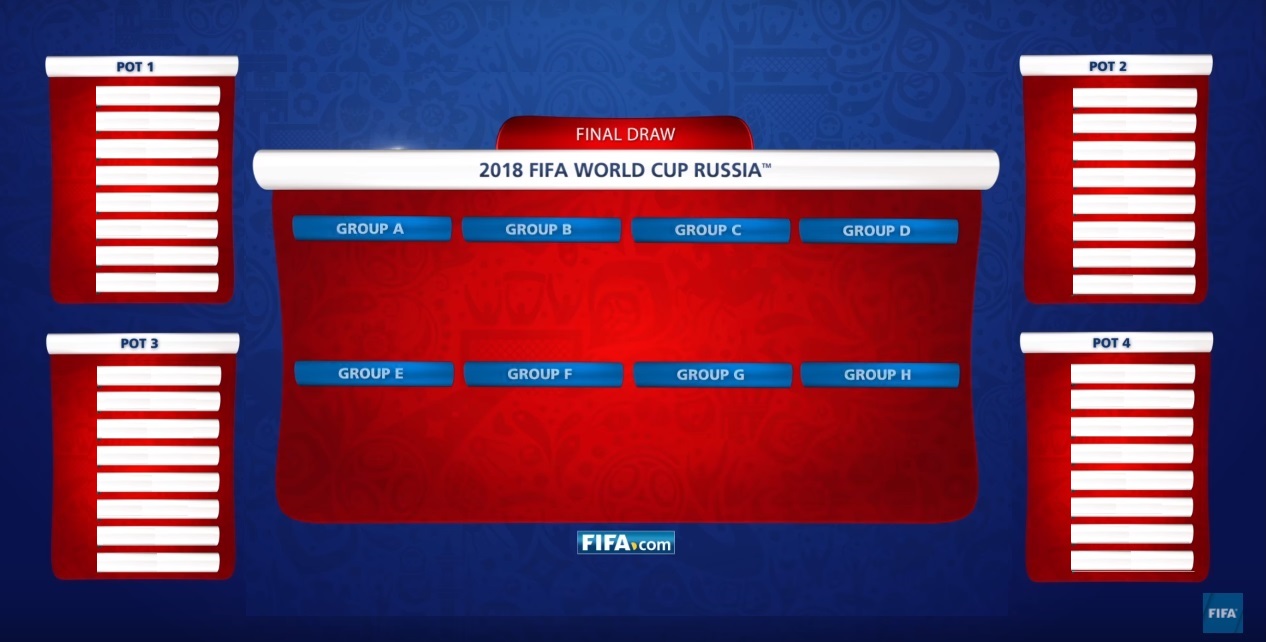 POT 1
POT 2
FINAL DRAW
2018 FIFA WORLD CUP RUSSIA™
GROUP A
GROUP B
GROUP C
GROUP D
POT 3
POT 4
GROUP E
GROUP F
GROUP G
GROUP H
FIFA.com
FIFA